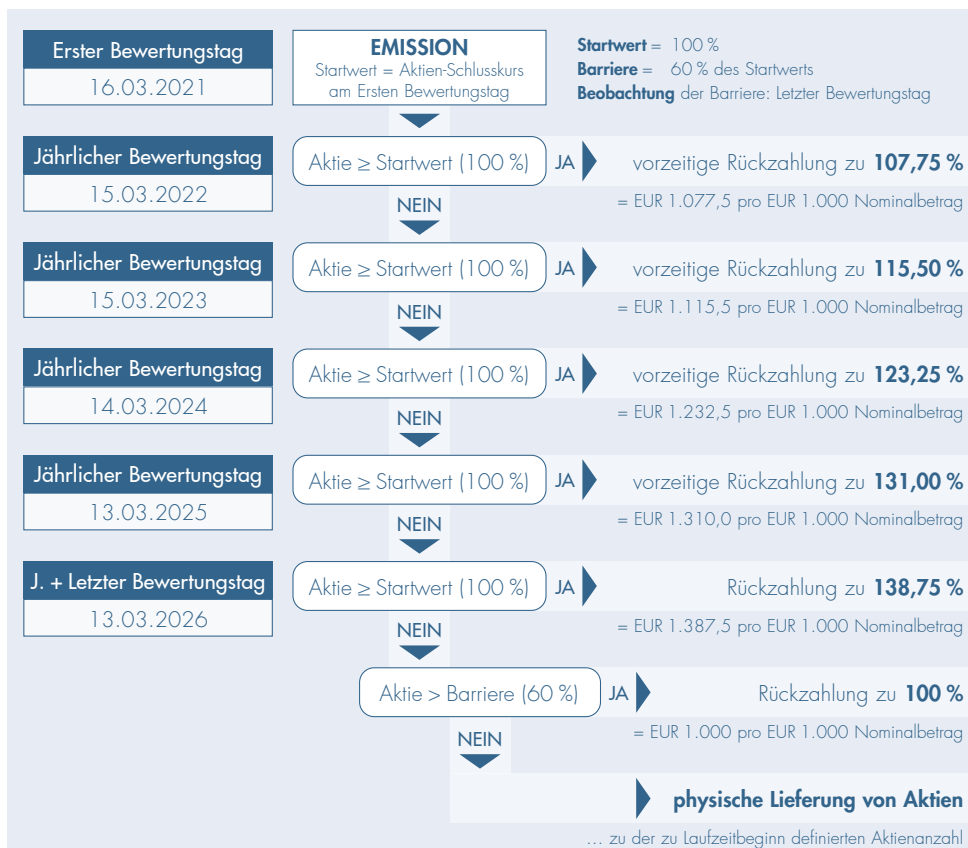 Erster Bewertungstag
16.03.2021
EMISSION
Startwert = Aktien-Schlusskurs
am Ersten Bewertungstag
Startwert = 100 %
Barriere = 60 % des Startwerts
Beobachtung der Barriere: Letzter Bewertungstag
Jährlicher Bewertungstag
15.03.2022
Aktie ≥ Startwert (100 %)
JA
vorzeitige Rückzahlung zu 107,75 %
= EUR 1.077,5 pro EUR 1.000 Nominalbetrag
NEIN
Jährlicher Bewertungstag
15.03.2023
Aktie ≥ Startwert (100 %)
JA
vorzeitige Rückzahlung zu 115,50 %
= EUR 1.115,5 pro EUR 1.000 Nominalbetrag
NEIN
Jährlicher Bewertungstag
14.03.2024
Aktie ≥ Startwert (100 %)
JA
vorzeitige Rückzahlung zu 123,25 %
= EUR 1.232,5 pro EUR 1.000 Nominalbetrag
NEIN
Jährlicher Bewertungstag
13.03.2025
Aktie ≥ Startwert (100 %)
JA
vorzeitige Rückzahlung zu 131,00 %
= EUR 1.310,0 pro EUR 1.000 Nominalbetrag
NEIN
J. + Letzter Bewertungstag
13.03.2026
Aktie ≥ Startwert (100 %)
JA
Rückzahlung zu 138,75 %
= EUR 1.387,5 pro EUR 1.000 Nominalbetrag
NEIN
Aktie > Barriere (60 %)
JA
Rückzahlung zu 100 %
= EUR 1.000 pro EUR 1.000 Nominalbetrag
NEIN
physische Lieferung von Aktien
... zu der zu Laufzeitbeginn definierten Aktienanzahl